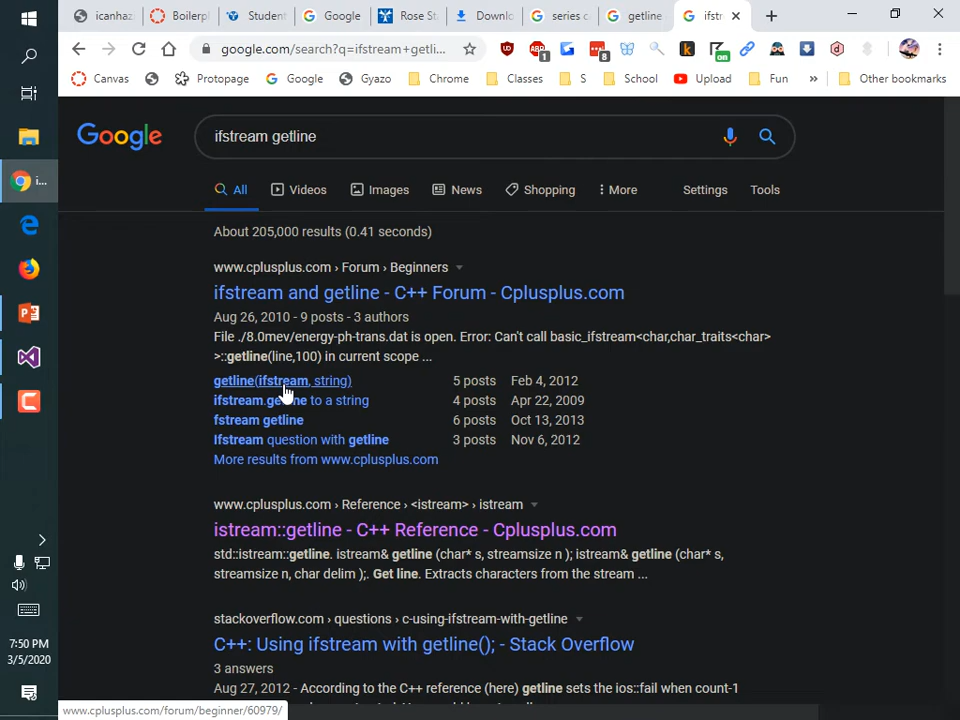 icanhaz
Boilerpl
Student
Google
Rose St
Downlo
series c
getline
ifstr
google.com/search?q=ifstream+getli...
1
8
on
Canvas
Protopage
Google
Gyazo
Chrome
Classes
S
School
Upload
Fun
»
Other bookmarks
i...
Google
ifstream getline
All
Videos
Images
News
Shopping
More
Settings
Tools
About 205,000 results (0.41 seconds)
www.cplusplus.com › Forum › Beginners
ifstream and getline - C++ Forum - Cplusplus.com
Aug 26, 2010 - 9 posts - 3 authors
File ./8.0mev/energy-ph-trans.dat is open. Error: Can't call basic_ifstream<char,char_traits<char>
>::getline(line,100) in current scope ...
getline(ifstream, string) 5 posts Feb 4, 2012
ifstream.getline to a string 4 posts Apr 22, 2009
fstream getline 6 posts Oct 13, 2013
Ifstream question with getline 3 posts Nov 6, 2012
More results from www.cplusplus.com
www.cplusplus.com › Reference › <istream> › istream
istream::getline - C++ Reference - Cplusplus.com
std::istream::getline. istream& getline (char* s, streamsize n ); istream& getline (char* s,
streamsize n, char delim );. Get line. Extracts characters from the stream ...
stackoverflow.com › questions › c-using-ifstream-with-getline
C++: Using ifstream with getline(); - Stack Overflow
3 answers
Aug 27, 2012 - According to the C++ reference (here) getline sets the ios::fail when count-1
7:50 PM
3/5/2020
www.cplusplus.com/forum/beginner/60979/